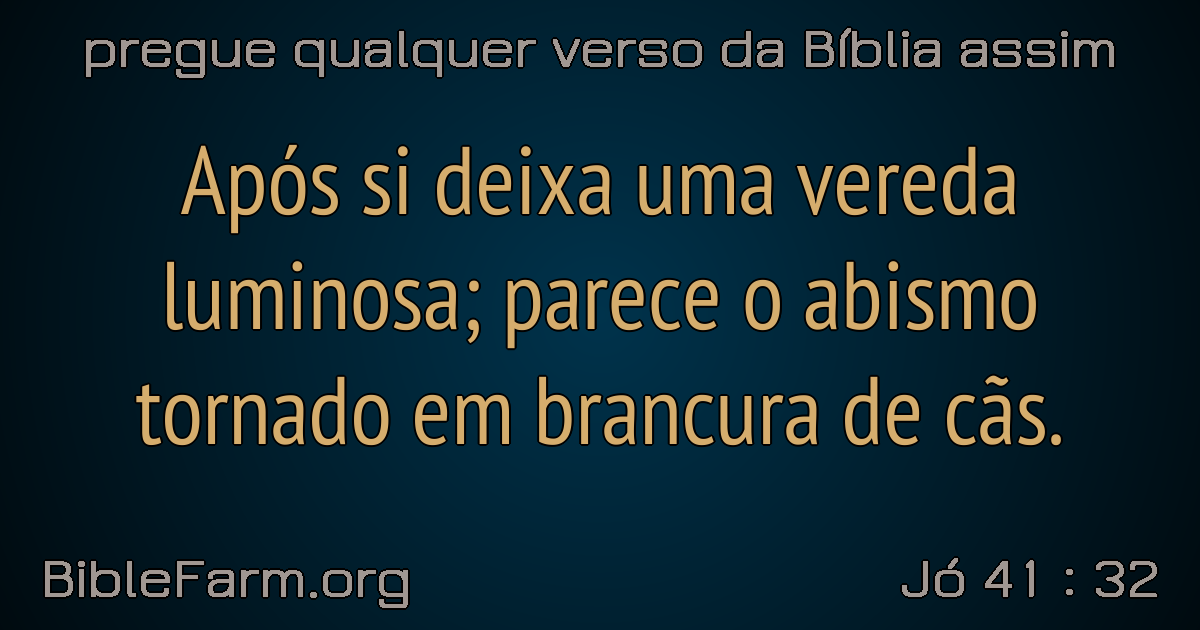 pregue qualquer verso da Bíblia assim
Após si deixa uma vereda
luminosa; parece o abismo
tornado em brancura de cãs.
BibleFarm.org
Jó 41 : 32